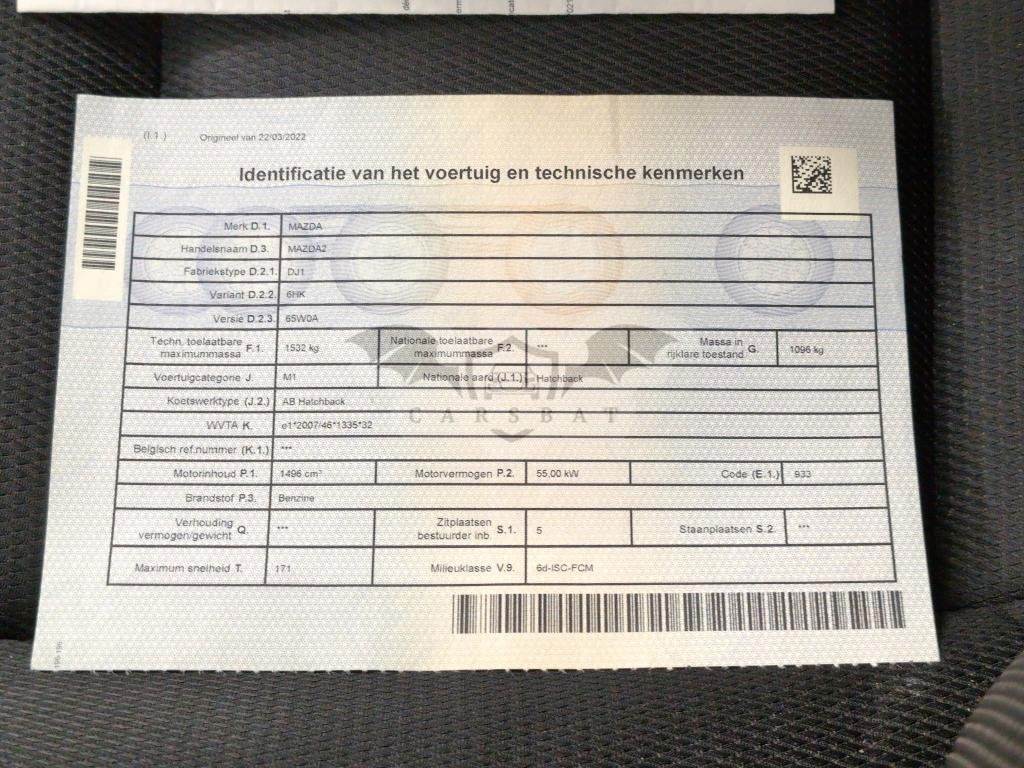 (I.1.) Origineel van 22/03/2022
Identificatie van het voertuig en technische kenmerken
Merk D.1. MAZDA
Handelsnaam D.3. MAZDA2
Fabriekstype D.2.1. DJ1
Variant D.2.2. 6HK
Versie D.2.3. 65W0A
Techn. toelaatbare maximummassa F.1. 1532 kg Nationale toelaatbare maximummassa F.2. *** Massa in rijklare toestand G. 1096 kg
Voertuigcategorie J. M1 Nationale aard (J.1.) Hatchback
Koetswerktype (J.2.) AB Hatchback
CARSBAT
WVTA K. e1*2007/46*1335*32
Belgisch ref.nummer (K.1.) ***
Motorinhoud P.1. 1496 cm³ Motorvermogen P.2. 55,00 kW Code (E.1.) 933
Brandstof P.3. Benzine
Verhouding vermogen/gewicht Q. *** Zitplaatsen bestuurder inb S.1. 5 Staanplaatsen S.2. ***
Maximum snelheid T. 171 Milieuklasse V.9. 6d-ISC-FCM